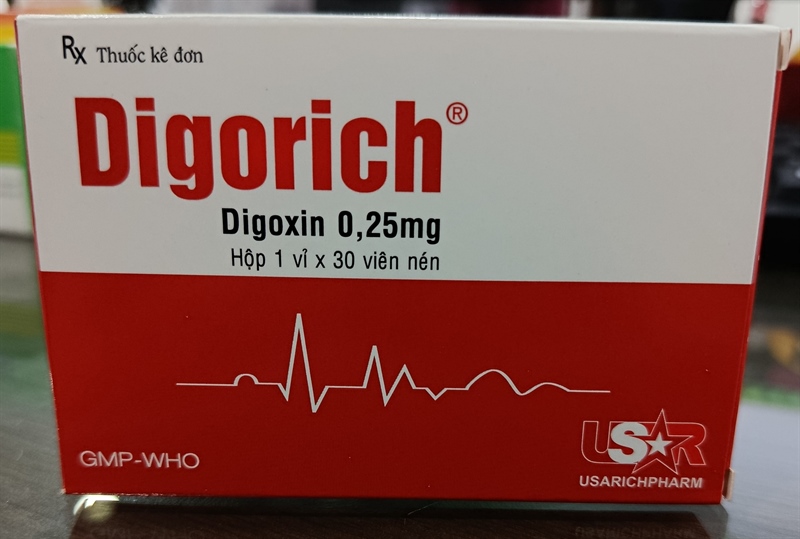 Rx Thuốc kê đơn
Digorich®
Digoxin 0,25mg
Hộp 1 vỉ x 30 viên nén
GMP-WHO
USR
USARICHPHARM